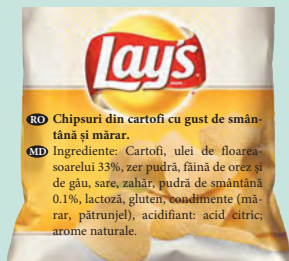 Lay's
RO Chipsuri din cartofi cu gust de smân-
tână și mărar.
MD Ingrediente: Cartofi, ulei de floarea-
soarelui 33%, zer pudră, făină de orez și
de gâu, sare, zahăr, pudră de smântână
0.1%, lactoză, gluten, condimente (mă-
rar, pătrunjel), acidifiant: acid citric;
arome naturale.